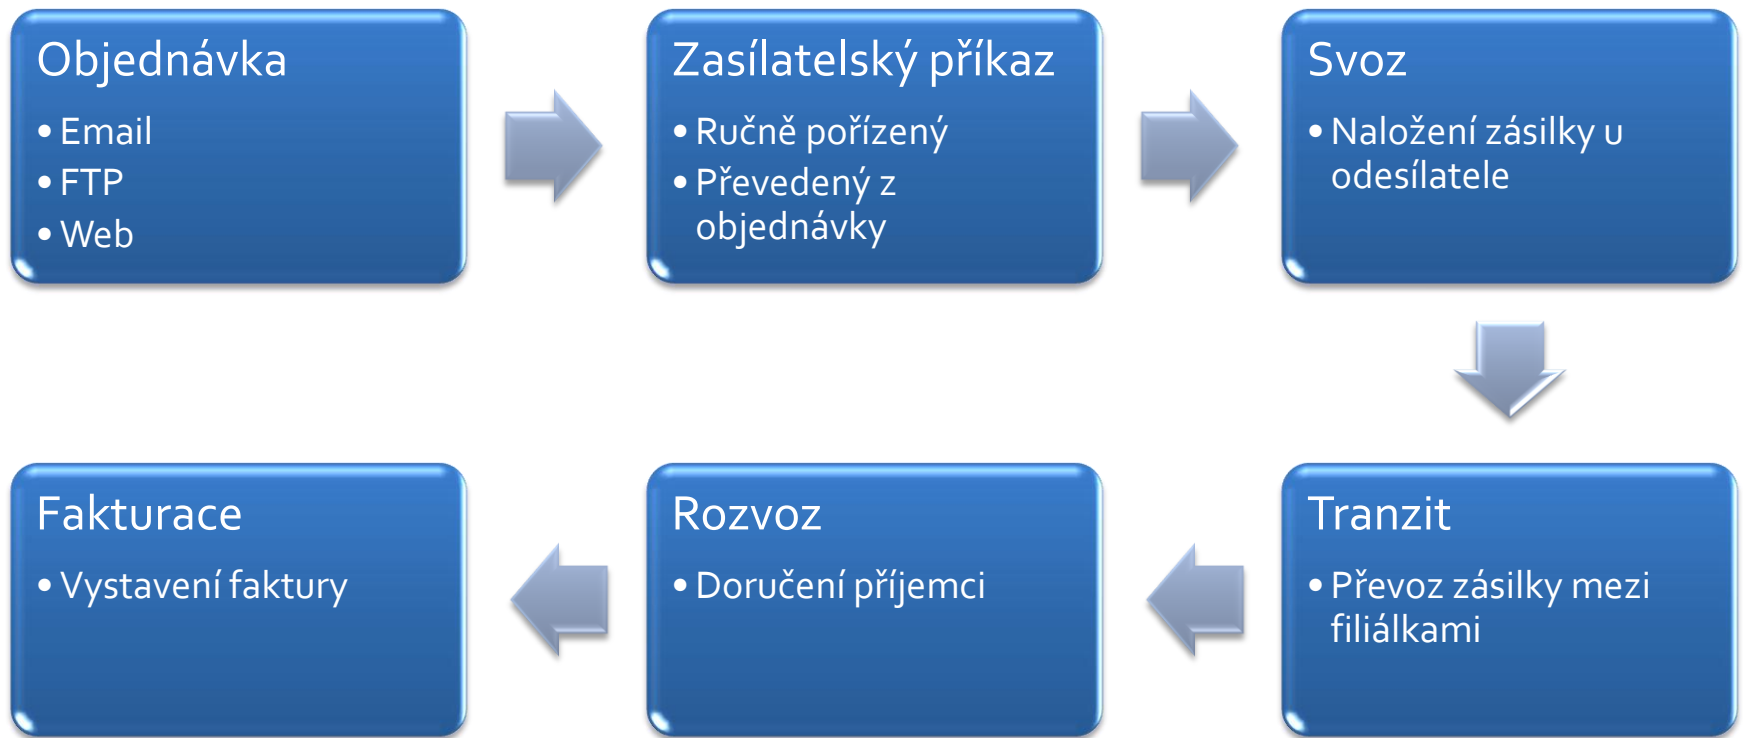 Objednávka
• Email
• FTP
• Web
Zasílatelský příkaz
• Ručně pořízený
• Převedený z
objednávky
Svoz
• Naložení zásilky u
odesílatele
Tranzit
• Převoz zásilky mezi
filiálkami
Rozvoz
• Doručení příjemci
Fakturace
• Vystavení faktury